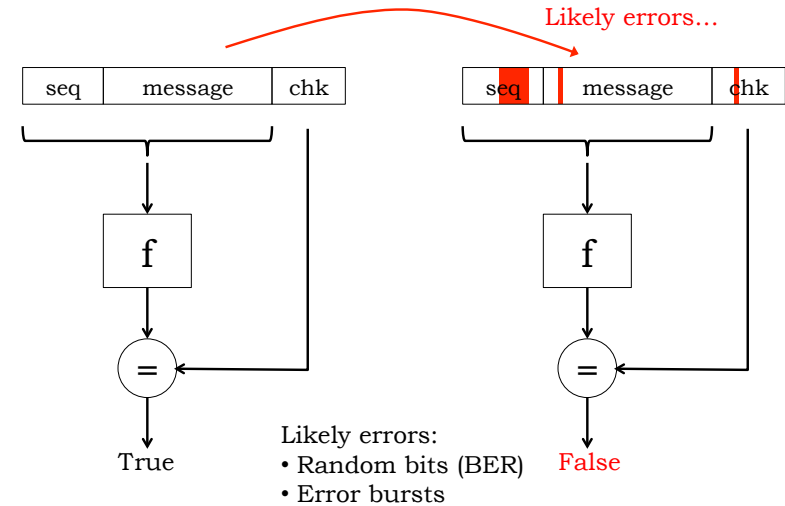 Likely errors…
seq message chk
seq message chk
f
f
=
=
True
False
Likely errors:
• Random bits (BER)
• Error bursts